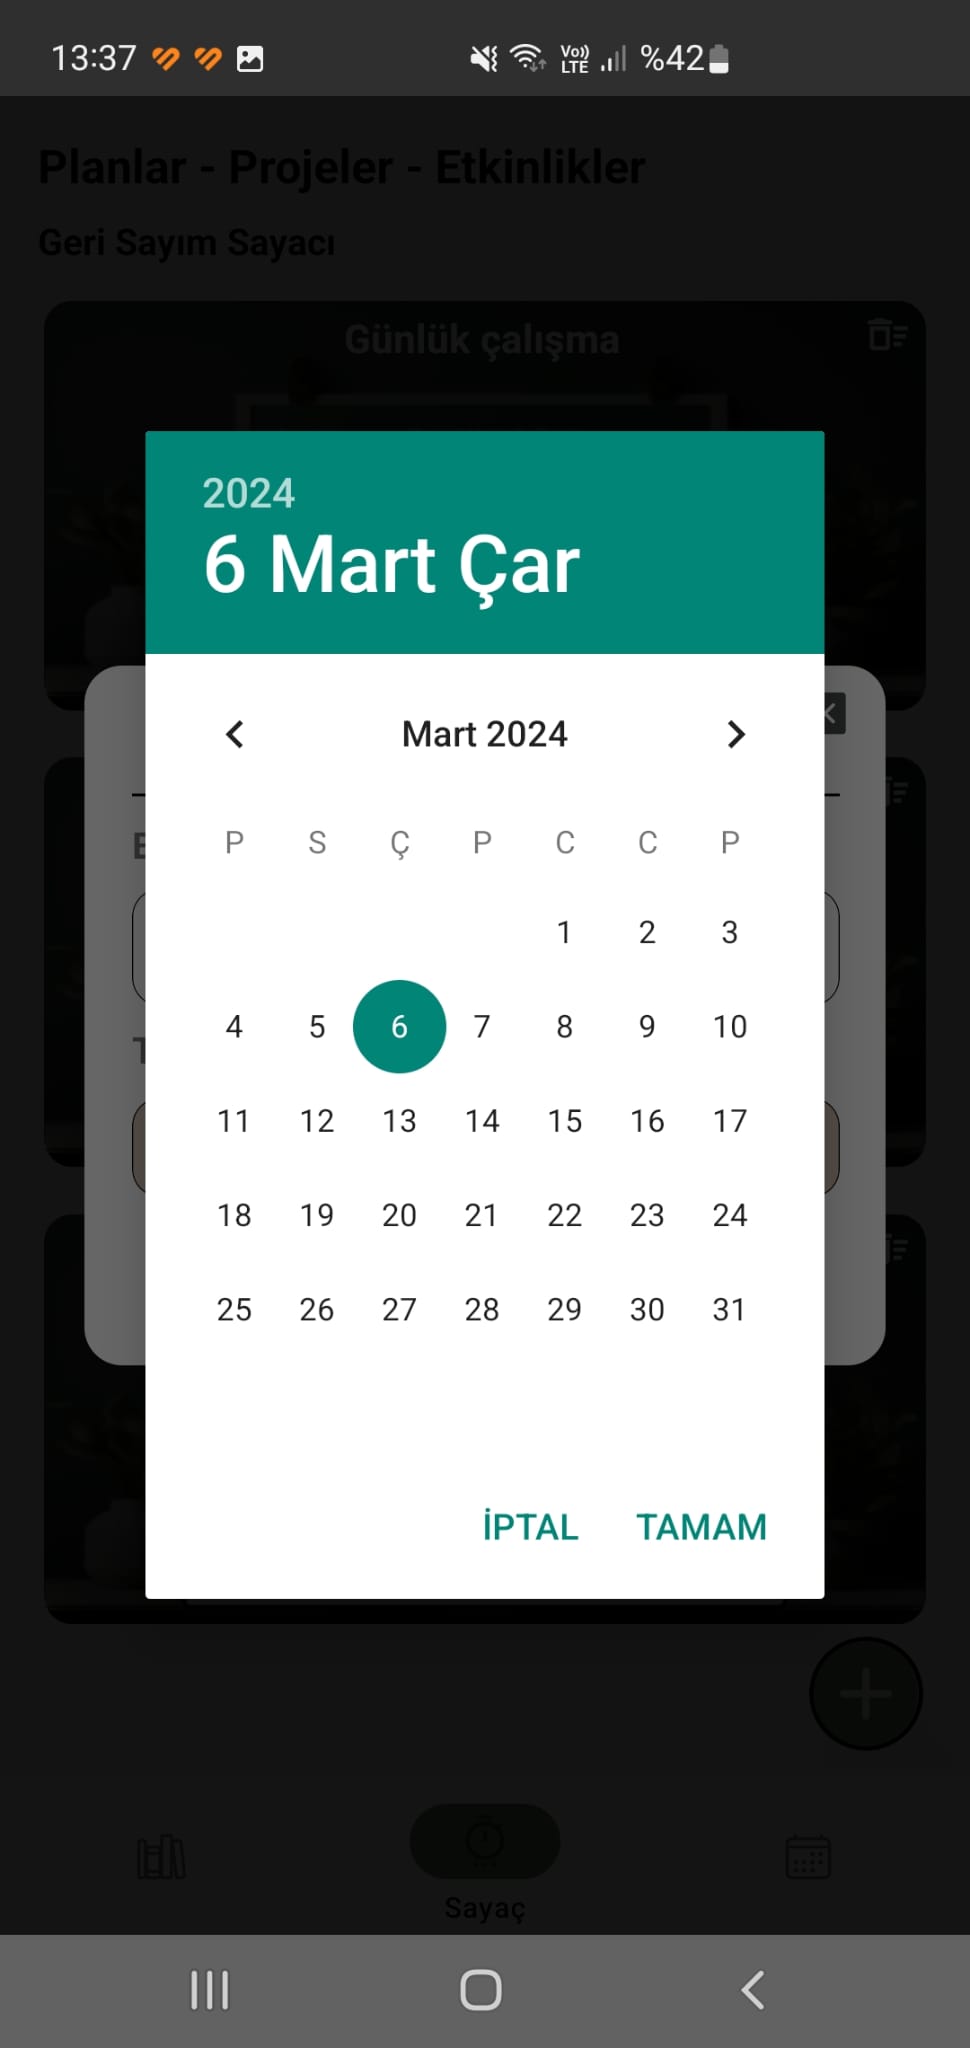 13:37 Vo)) LTE %42
Planlar - Projeler - Etkinlikler
Geri Sayım Sayacı
Günlük çalışma
2024
6 Mart Çar
Mart 2024
P S Ç P C C P
1 2 3
4 5 6 7 8 9 10
11 12 13 14 15 16 17
18 19 20 21 22 23 24
25 26 27 28 29 30 31
İPTAL TAMAM
Sayaç